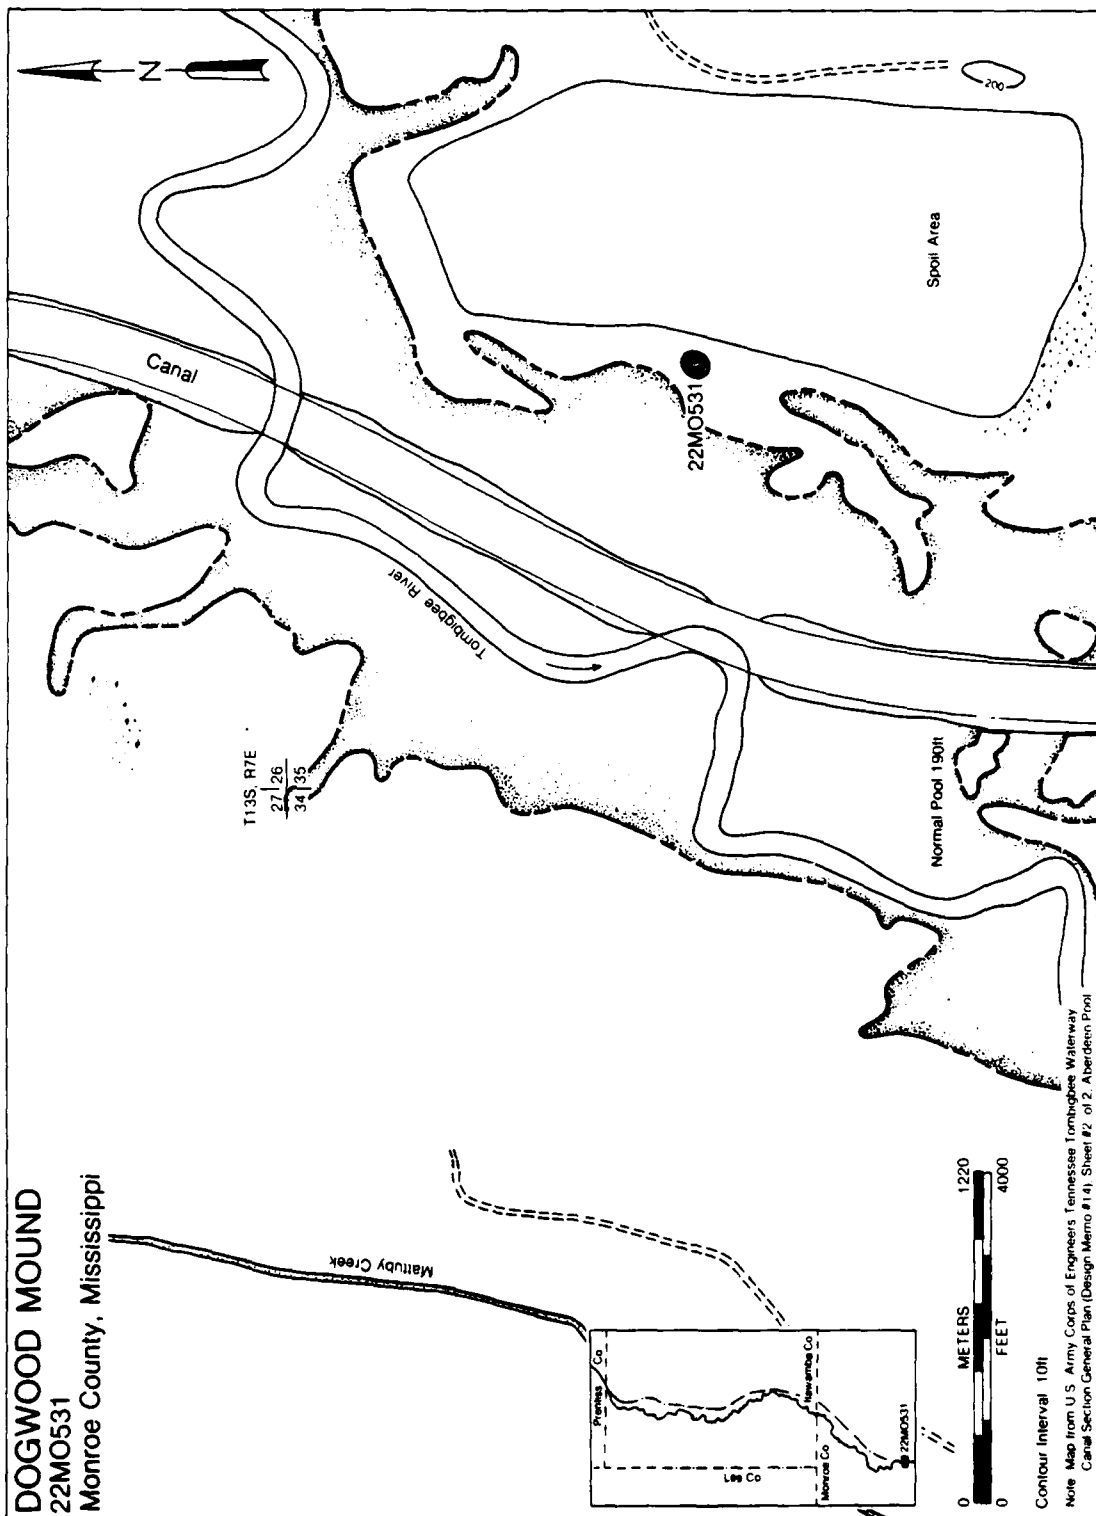 DOGWOOD MOUND
22MO531
Monroe County, Mississippi
N
Canal
Tombigbee River
T13S, R7E
27 26
34 35
22MO531
Spoil Area
200
Normal Pool 190ft
Mattuby Creek
Prentiss Co
Itawamba Co
Monroe Co
Lee Co
22MO531
0 METERS 1220
0 FEET 4000
Contour Interval 10ft
Note Map from U S Army Corps of Engineers Tennessee Tombigbee Waterway
Canal Section General Plan (Design Memo #14) Sheet #2 of 2. Aberdeen Pool